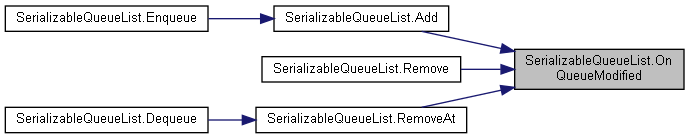 SerializableQueueList.Enqueue
SerializableQueueList.Add
SerializableQueueList.On
QueueModified
SerializableQueueList.Remove
SerializableQueueList.Dequeue
SerializableQueueList.RemoveAt